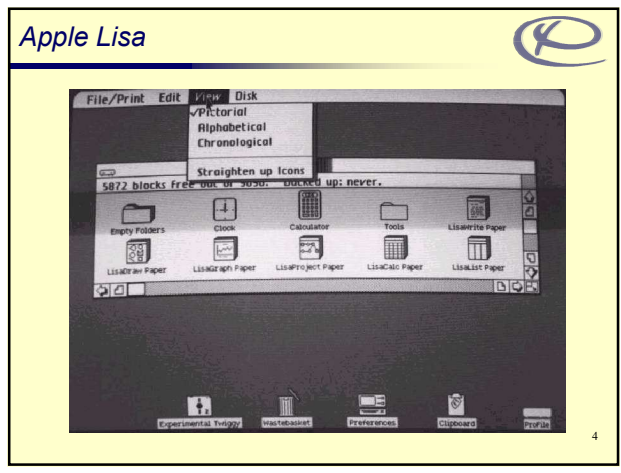 Apple Lisa
File/Print Edit View Disk
✓Pictorial
Alphabetical
Chronological
Straighten up Icons
5872 blocks free out of Backed up: never.
Empty Folders Clock Calculator Tools LisaWrite Paper
LisaDraw Paper LisaGraph Paper LisaProject Paper LisaCalc Paper LisaList Paper
Experimental Twiggy Wastebasket Preferences Clipboard Profile
4